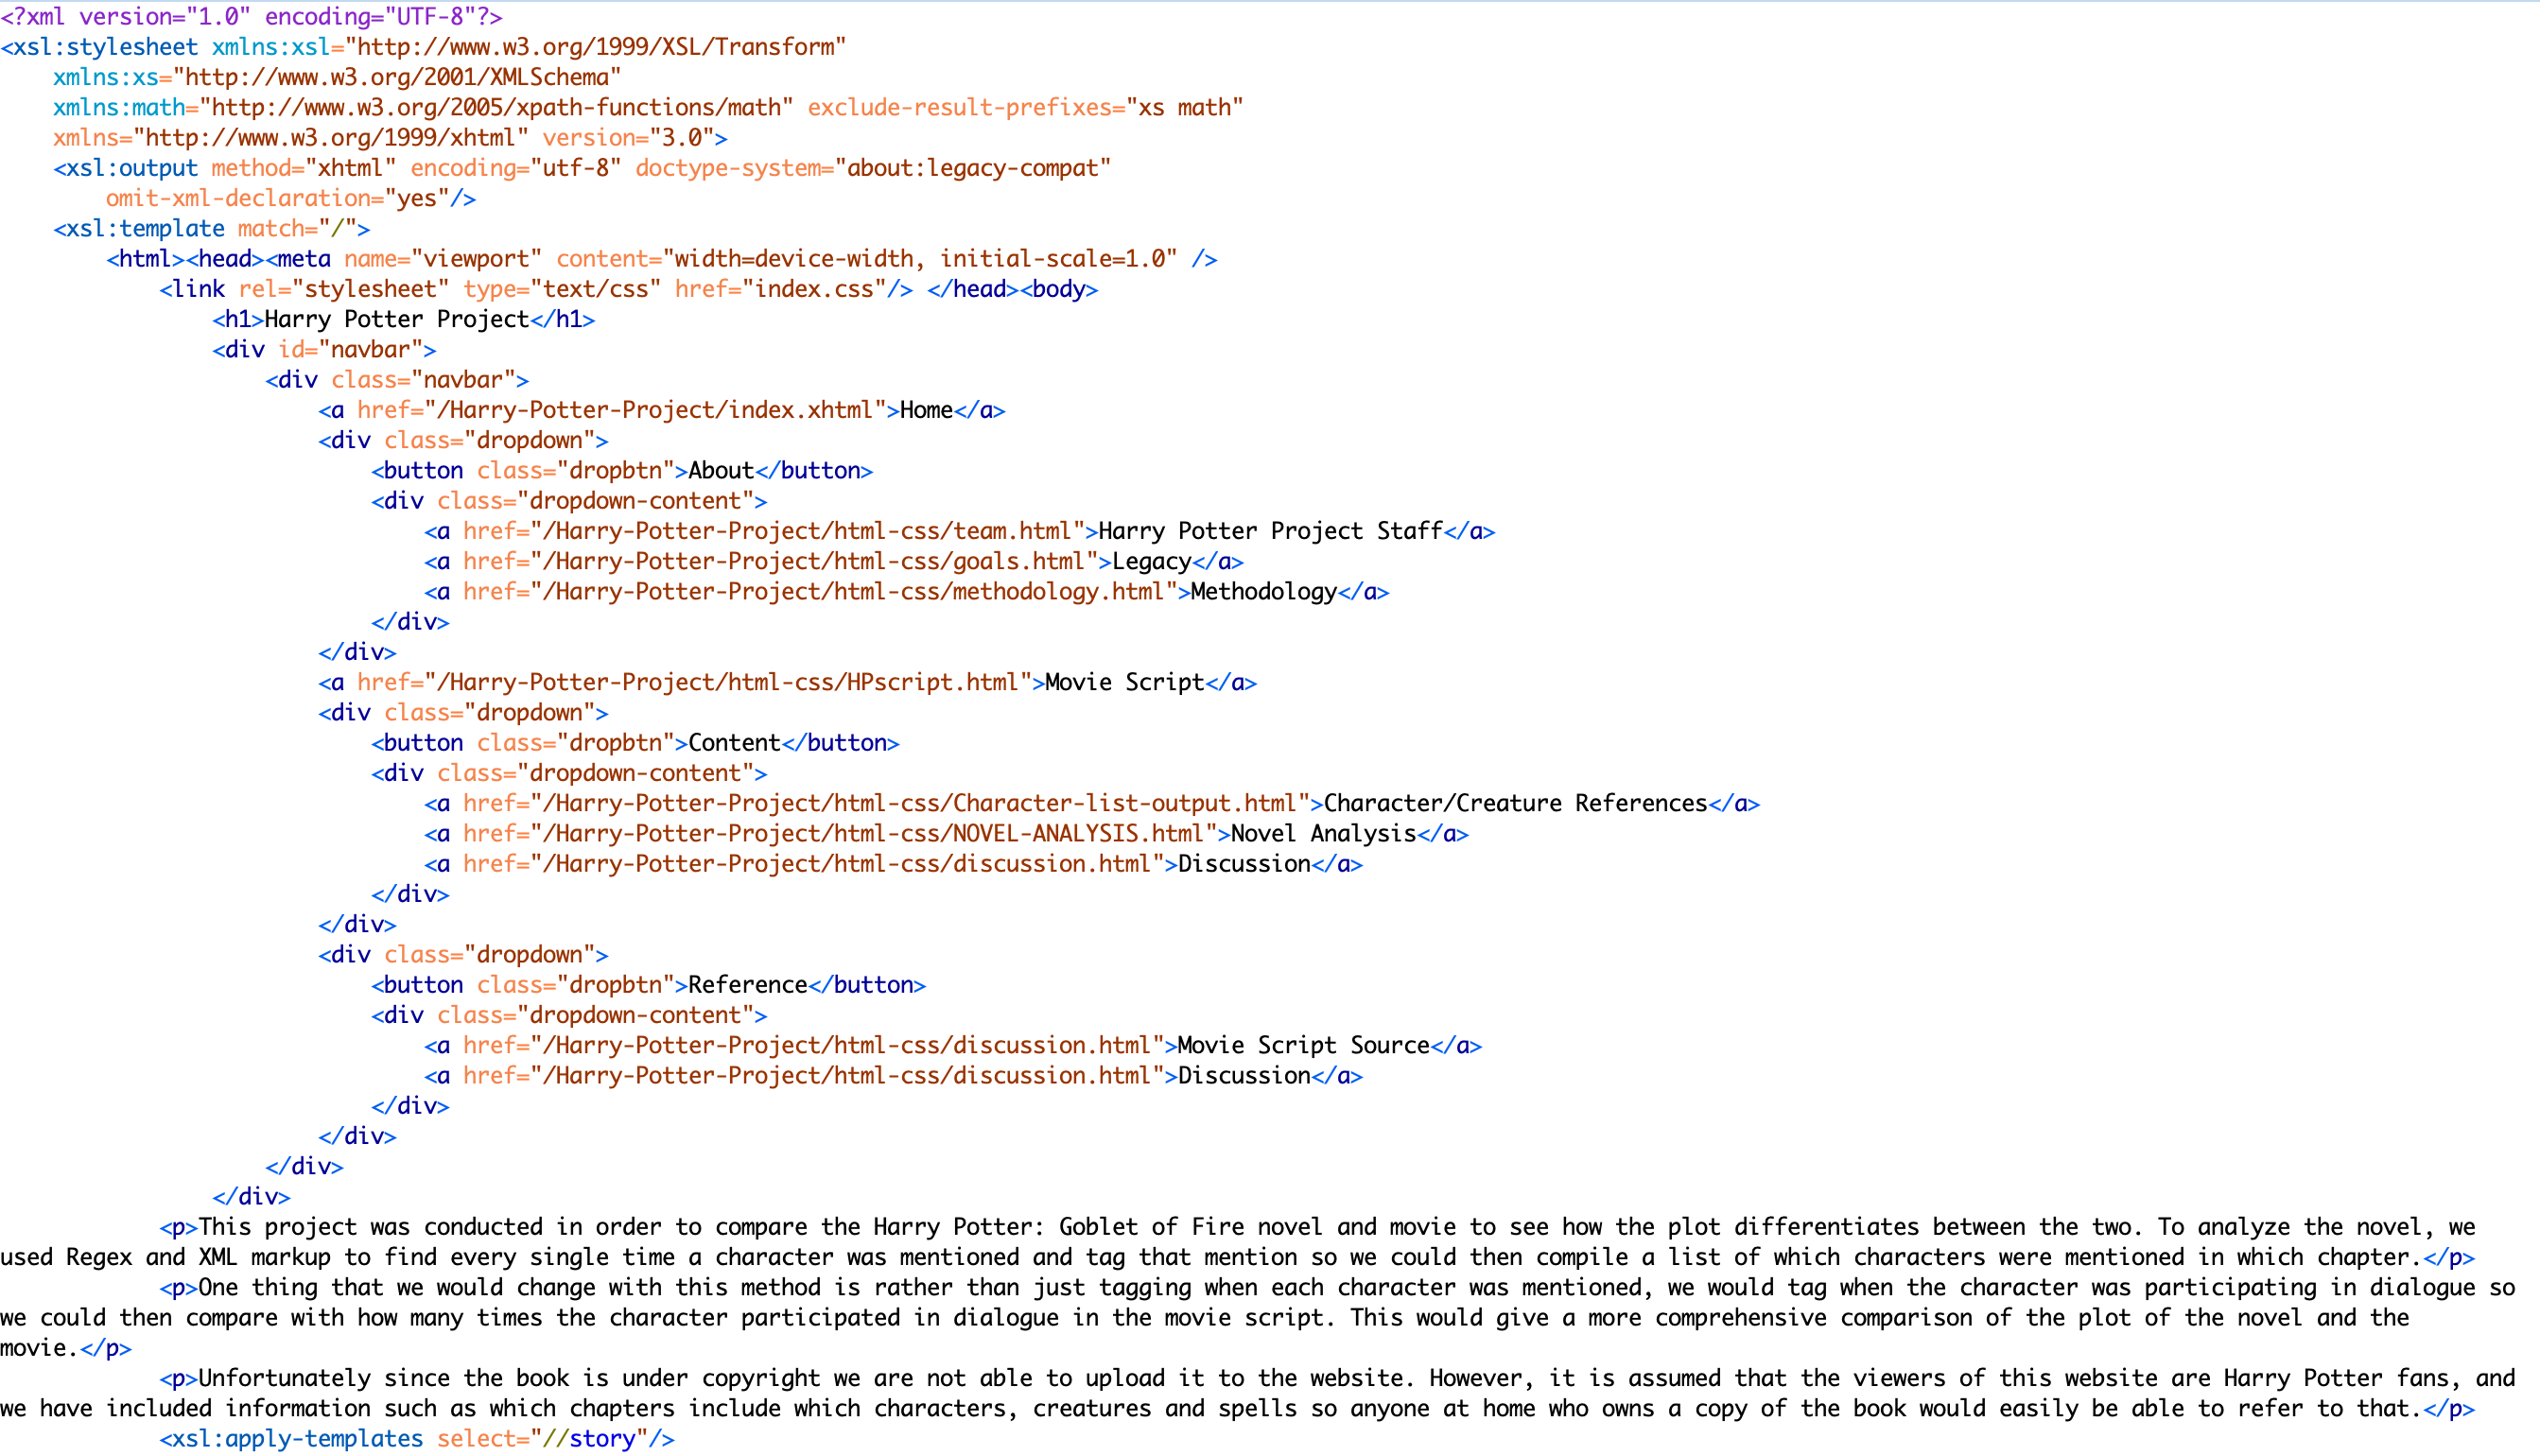 <?xml version="1.0" encoding="UTF-8"?>
<xsl:stylesheet xmlns:xsl="http://www.w3.org/1999/XSL/Transform"
    xmlns:xs="http://www.w3.org/2001/XMLSchema"
    xmlns:math="http://www.w3.org/2005/xpath-functions/math" exclude-result-prefixes="xs math"
    xmlns="http://www.w3.org/1999/xhtml" version="3.0">
    <xsl:output method="xhtml" encoding="utf-8" doctype-system="about:legacy-compat"
        omit-xml-declaration="yes"/>
    <xsl:template match="/">
        <html><head><meta name="viewport" content="width=device-width, initial-scale=1.0" />
            <link rel="stylesheet" type="text/css" href="index.css"/> </head><body>
                <h1>Harry Potter Project</h1>
                <div id="navbar">
                    <div class="navbar">
                        <a href="/Harry-Potter-Project/index.xhtml">Home</a>
                        <div class="dropdown">
                            <button class="dropbtn">About</button>
                            <div class="dropdown-content">
                                <a href="/Harry-Potter-Project/html-css/team.html">Harry Potter Project Staff</a>
                                <a href="/Harry-Potter-Project/html-css/goals.html">Legacy</a>
                                <a href="/Harry-Potter-Project/html-css/methodology.html">Methodology</a>
                            </div>
                        </div>
                        <a href="/Harry-Potter-Project/html-css/HPscript.html">Movie Script</a>
                        <div class="dropdown">
                            <button class="dropbtn">Content</button>
                            <div class="dropdown-content">
                                <a href="/Harry-Potter-Project/html-css/Character-list-output.html">Character/Creature References</a>
                                <a href="/Harry-Potter-Project/html-css/NOVEL-ANALYSIS.html">Novel Analysis</a>
                                <a href="/Harry-Potter-Project/html-css/discussion.html">Discussion</a>
                            </div>
                        </div>
                        <div class="dropdown">
                            <button class="dropbtn">Reference</button>
                            <div class="dropdown-content">
                                <a href="/Harry-Potter-Project/html-css/discussion.html">Movie Script Source</a>
                                <a href="/Harry-Potter-Project/html-css/discussion.html">Discussion</a>
                            </div>
                        </div>
                    </div>
                </div>
            <p>This project was conducted in order to compare the Harry Potter: Goblet of Fire novel and movie to see how the plot differentiates between the two. To analyze the novel, we
used Regex and XML markup to find every single time a character was mentioned and tag that mention so we could then compile a list of which characters were mentioned in which chapter.</p>
            <p>One thing that we would change with this method is rather than just tagging when each character was mentioned, we would tag when the character was participating in dialogue so
we could then compare with how many times the character participated in dialogue in the movie script. This would give a more comprehensive comparison of the plot of the novel and the
movie.</p>
            <p>Unfortunately since the book is under copyright we are not able to upload it to the website. However, it is assumed that the viewers of this website are Harry Potter fans, and
we have included information such as which chapters include which characters, creatures and spells so anyone at home who owns a copy of the book would easily be able to refer to that.</p>
            <xsl:apply-templates select="//story"/>